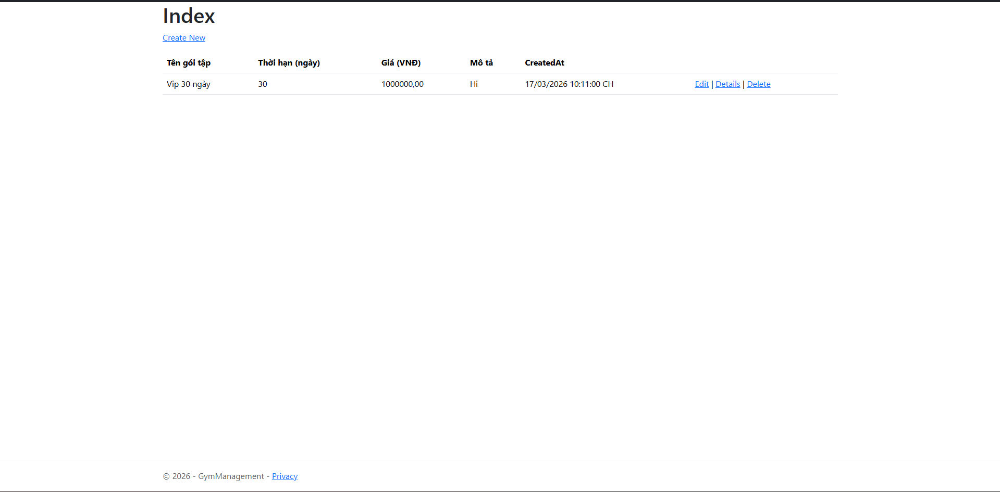 Index
Create New
Tên gói tập Thời hạn (ngày) Giá (VNĐ) Mô tả CreatedAt
Vip 30 ngày 30 1000000,00 Hi 17/03/2026 10:11:00 CH Edit | Details | Delete
© 2026 - GymManagement - Privacy